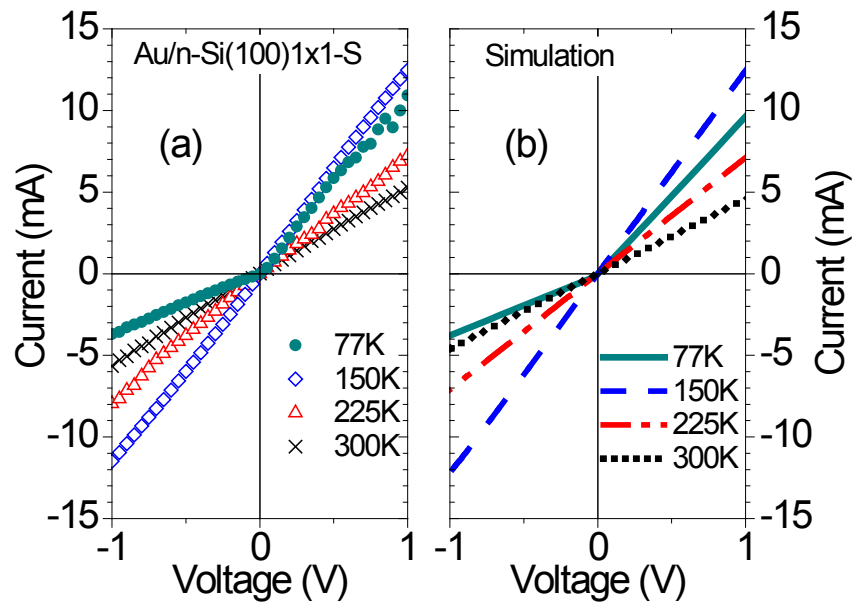 Au/n-Si(100)1x1-S
(a)
Current (mA)
15
10
5
0
-5
-10
-15
77K
150K
225K
300K
-1
0
1
Voltage (V)
Simulation
(b)
77K
150K
225K
300K
15
10
5
0
-5
-10
-15
Current (mA)
-1
0
1
Voltage (V)